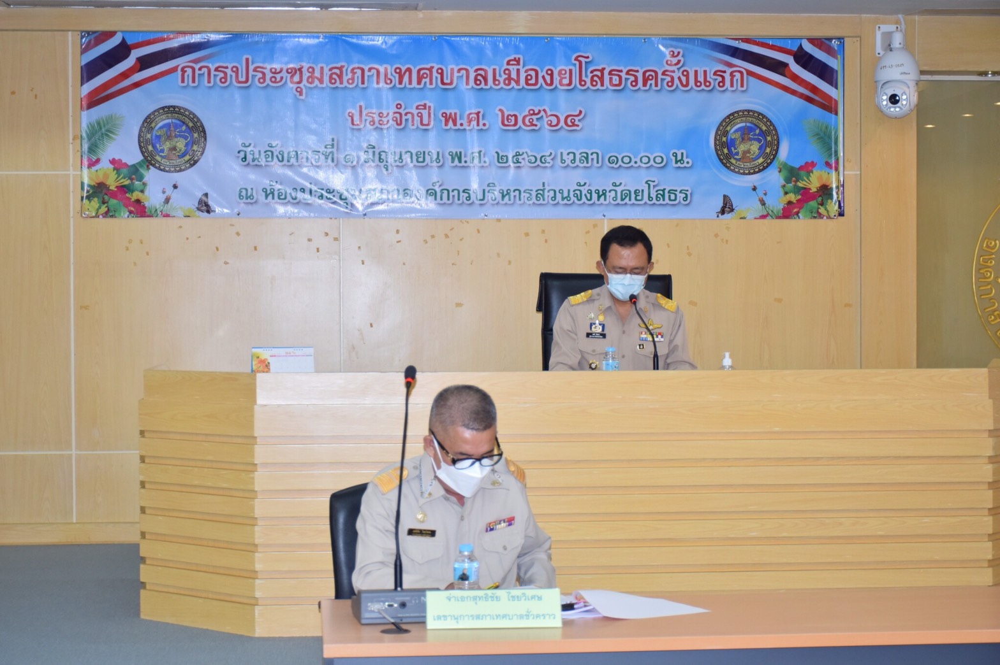 การประชุมสภาเทศบาลเมืองยโสธรครั้งแรก
ประจำปี พ.ศ. ๒๕๖๔
วันอังคารที่ ๑ มิถุนายน พ.ศ. ๒๕๖๔ เวลา ๑๐.๐๐ น.
ณ ห้องประชุมสภาองค์การบริหารส่วนจังหวัดยโสธร
จ่าเอกสุทธิชัย ไชยวิเศษ
เลขานุการสภาเทศบาลชั่วคราว